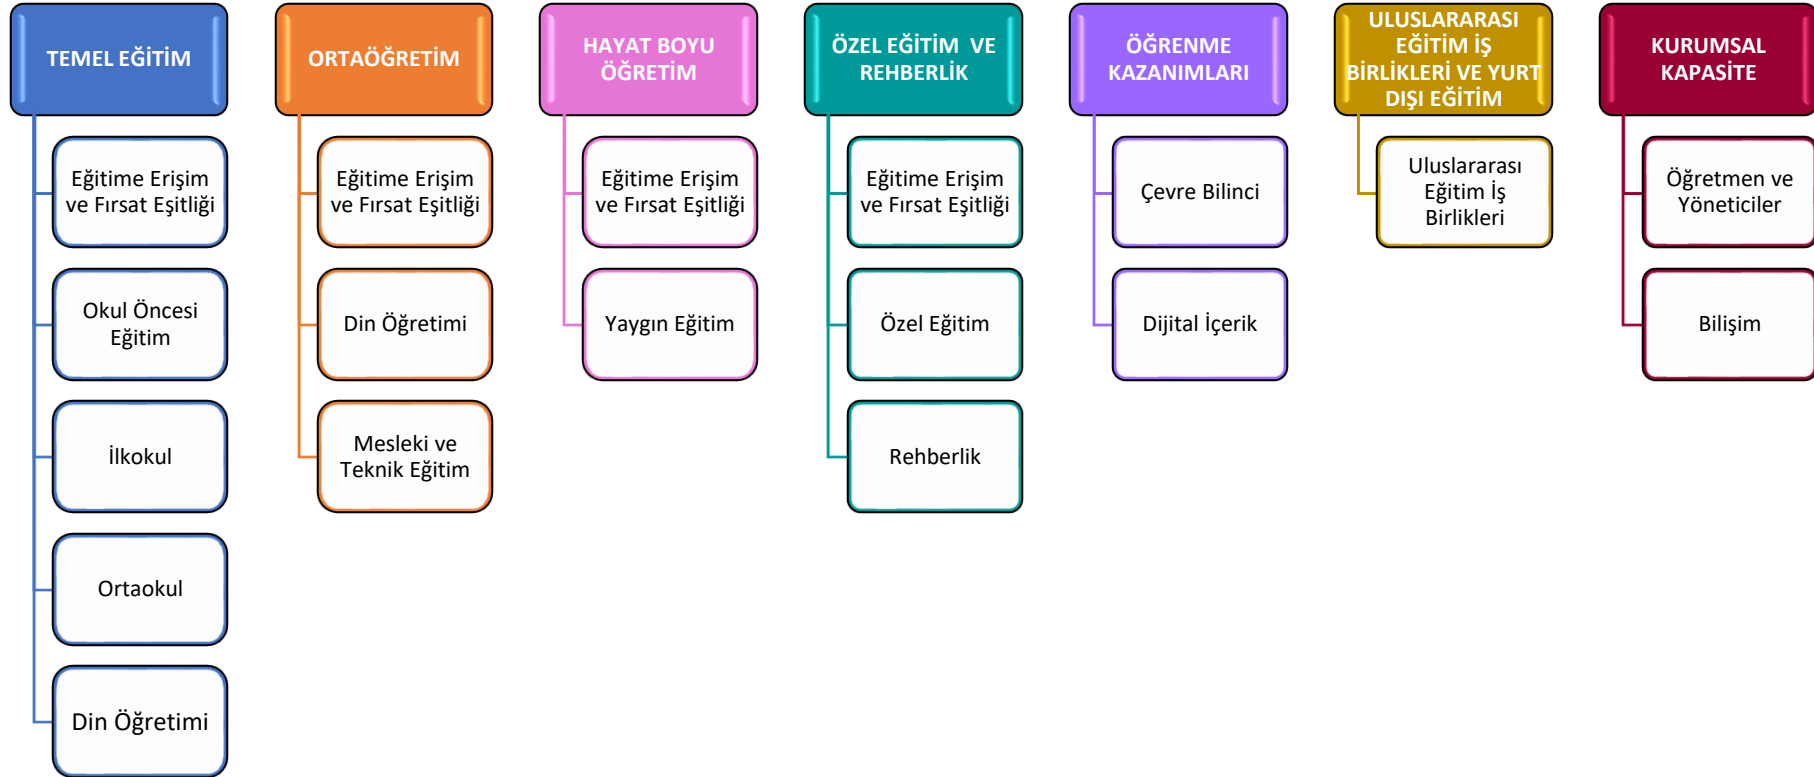 TEMEL EĞİTİM
Eğitime Erişim
ve Fırsat Eşitliği
Okul Öncesi
Eğitim
İlkokul
Ortaokul
Din Öğretimi
ORTAÖĞRETİM
Eğitime Erişim
ve Fırsat Eşitliği
Din Öğretimi
Mesleki ve
Teknik Eğitim
HAYAT BOYU
ÖĞRETİM
Eğitime Erişim
ve Fırsat Eşitliği
Yaygın Eğitim
ÖZEL EĞİTİM VE
REHBERLİK
Eğitime Erişim
ve Fırsat Eşitliği
Özel Eğitim
Rehberlik
ÖĞRENME
KAZANIMLARI
Çevre Bilinci
Dijital İçerik
ULUSLARARASI
EĞİTİM İŞ
BİRLİKLERİ VE YURT
DIŞI EĞİTİM
Uluslararası
Eğitim İş
Birlikleri
KURUMSAL
KAPASİTE
Öğretmen ve
Yöneticiler
Bilişim